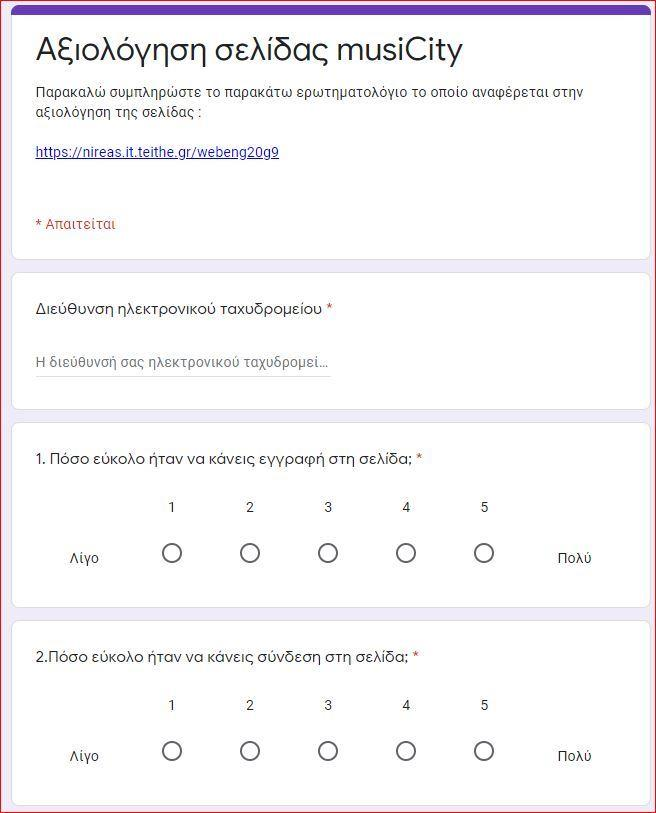 Αξιολόγηση σελίδας musiCity
Παρακαλώ συμπληρώστε το παρακάτω ερωτηματολόγιο το οποίο αναφέρεται στην
αξιολόγηση της σελίδας :
https://nireas.it.teithe.gr/webeng20g9
* Απαιτείται
Διεύθυνση ηλεκτρονικού ταχυδρομείου *
Η διεύθυνσή σας ηλεκτρονικού ταχυδρομεί...
1. Πόσο εύκολο ήταν να κάνεις εγγραφή στη σελίδα; *
1 2 3 4 5
Λίγο Πολύ
2.Πόσο εύκολο ήταν να κάνεις σύνδεση στη σελίδα; *
1 2 3 4 5
Λίγο Πολύ